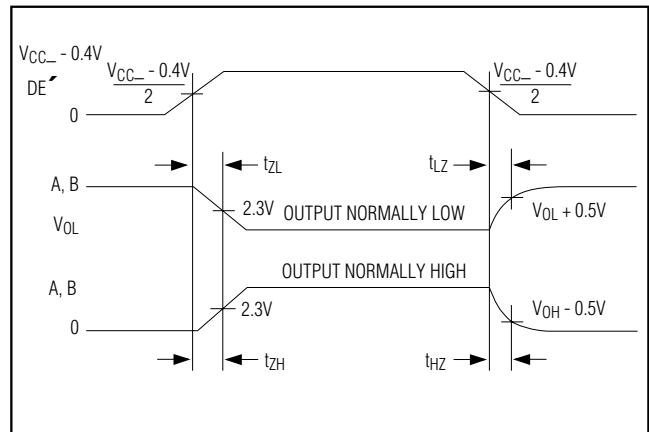 VCC_ - 0.4V
DE´
VCC_ - 0.4V
2
VCC_ - 0.4V
2
0
tZL
tLZ
A, B
2.3V
OUTPUT NORMALLY LOW
VOL + 0.5V
VOL
OUTPUT NORMALLY HIGH
A, B
2.3V
VOH - 0.5V
0
tZH
tHZ